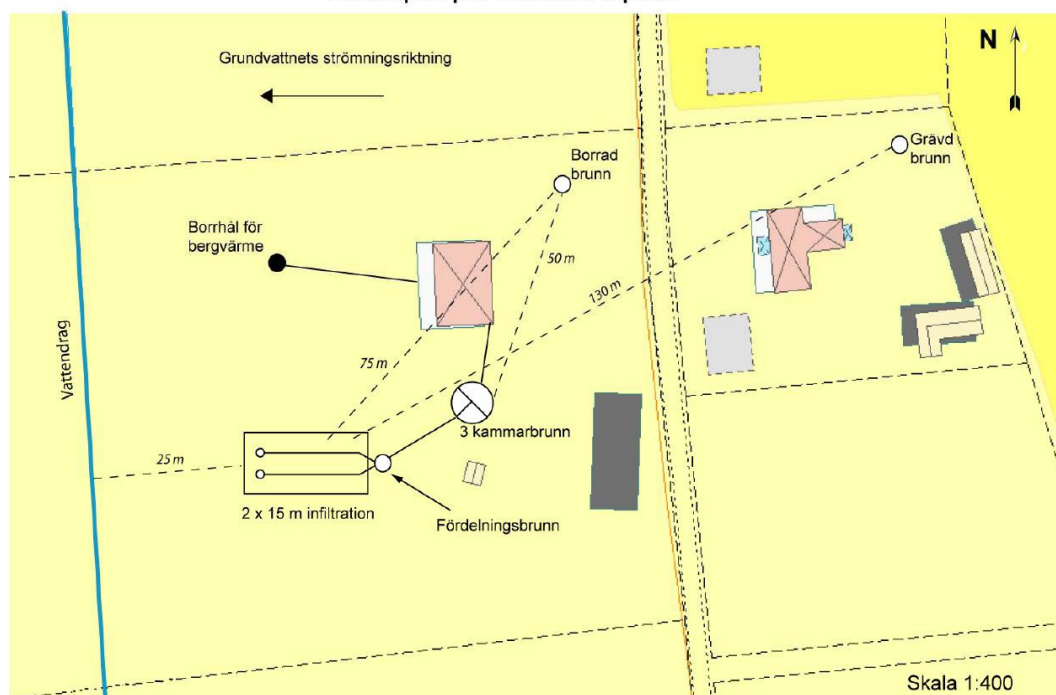 Grundvattnets strömningsriktning
N
Borrad
brunn
Grävd
brunn
Borrhål för
bergvärme
50 m
130 m
75 m
Vattendrag
3 kammarbrunn
25 m
2 x 15 m infiltration
Fördelningsbrunn
Skala 1:400